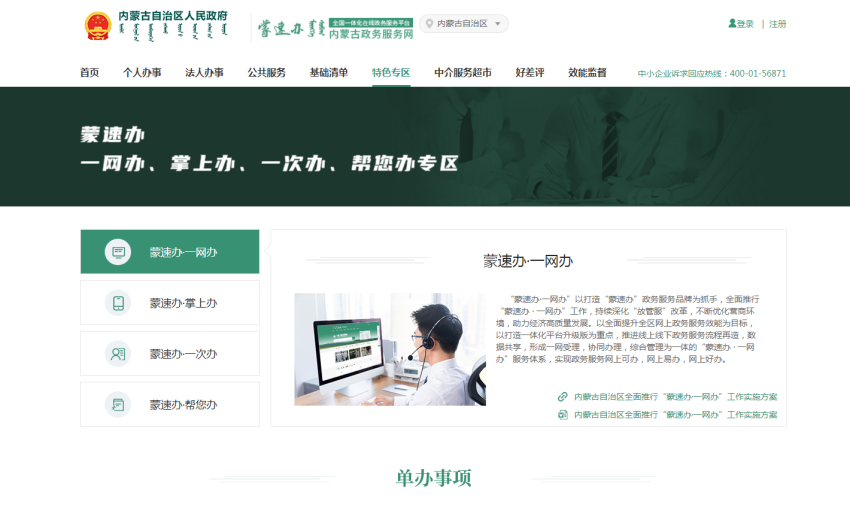 内蒙古自治区人民政府
蒙速办
全国一体化在线政务服务平台
内蒙古政务服务网
内蒙古自治区
登录 | 注册
首页 个人办事 法人办事 公共服务 基础清单 特色专区 中介服务超市 好差评 效能监督 中小企业诉求回应热线：400-01-56871
蒙速办
一网办、掌上办、一次办、帮您办专区
蒙速办·一网办
蒙速办·掌上办
蒙速办·一次办
蒙速办·帮您办
蒙速办·一网办
“蒙速办·一网办”以打造“蒙速办”政务服务品牌为抓手，全面推行
“蒙速办·一网办”工作，持续深化“放管服”改革，不断优化营商环
境，助力经济高质量发展。以全面提升全区网上政务服务效能为目标，
以打造一体化平台升级版为重点，推进线上线下政务服务流程再造，数
据共享，形成一网受理，协同办理，综合管理为一体的“蒙速办·一网
办”服务体系，实现政务服务网上可办，网上易办，网上好办。
内蒙古自治区全面推行“蒙速办·一网办”工作实施方案
内蒙古自治区全面推行“蒙速办·一网办”工作实施方案
单办事项